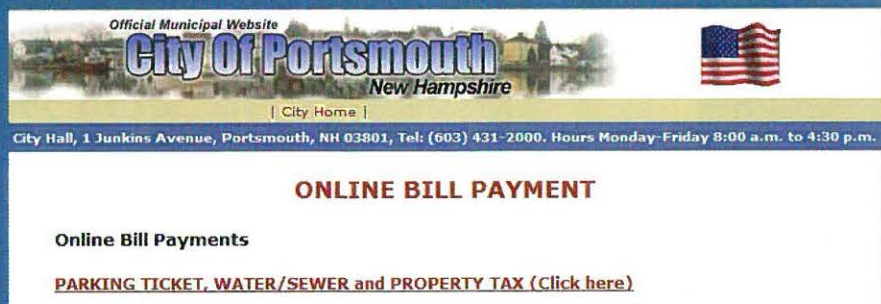 Official Municipal Website
City Of Portsmouth
New Hampshire
| City Home |
City Hall, 1 Junkins Avenue, Portsmouth, NH 03801, Tel: (603) 431-2000. Hours Monday-Friday 8:00 a.m. to 4:30 p.m.
ONLINE BILL PAYMENT
Online Bill Payments
PARKING TICKET, WATER/SEWER and PROPERTY TAX (Click here)